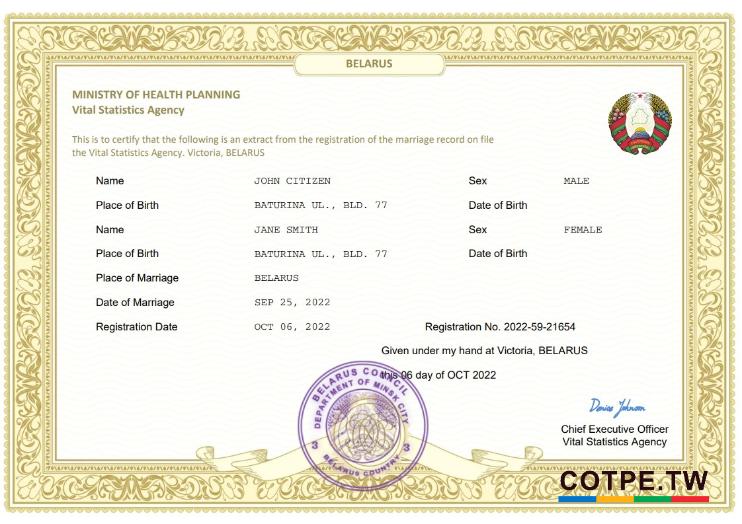 BELARUS
MINISTRY OF HEALTH PLANNING
Vital Statistics Agency
This is to certify that the following is an extract from the registration of the marriage record on file
the Vital Statistics Agency. Victoria, BELARUS
Name JOHN CITIZEN Sex MALE
Place of Birth BATURINA UL., BLD. 77 Date of Birth
Name JANE SMITH Sex FEMALE
Place of Birth BATURINA UL., BLD. 77 Date of Birth
Place of Marriage BELARUS
Date of Marriage SEP 25, 2022
Registration Date OCT 06, 2022 Registration No. 2022-59-21654
Given under my hand at Victoria, BELARUS
this 06 day of OCT 2022
BELARUS COUNCIL
DEPARTMENT OF MINSK CITY
3 3
BELARUS COUNTRY
Denise Johnson
Chief Executive Officer
Vital Statistics Agency
COTPE.TW